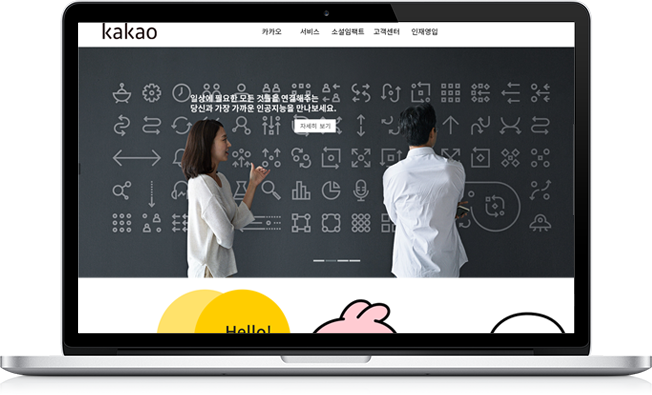 kakao
카카오 서비스 소셜임팩트 고객센터 인재영입
일상에 필요한 모든 것들을 연결해주는
당신과 가장 가까운 인공지능을 만나보세요.
자세히 보기
Hello!